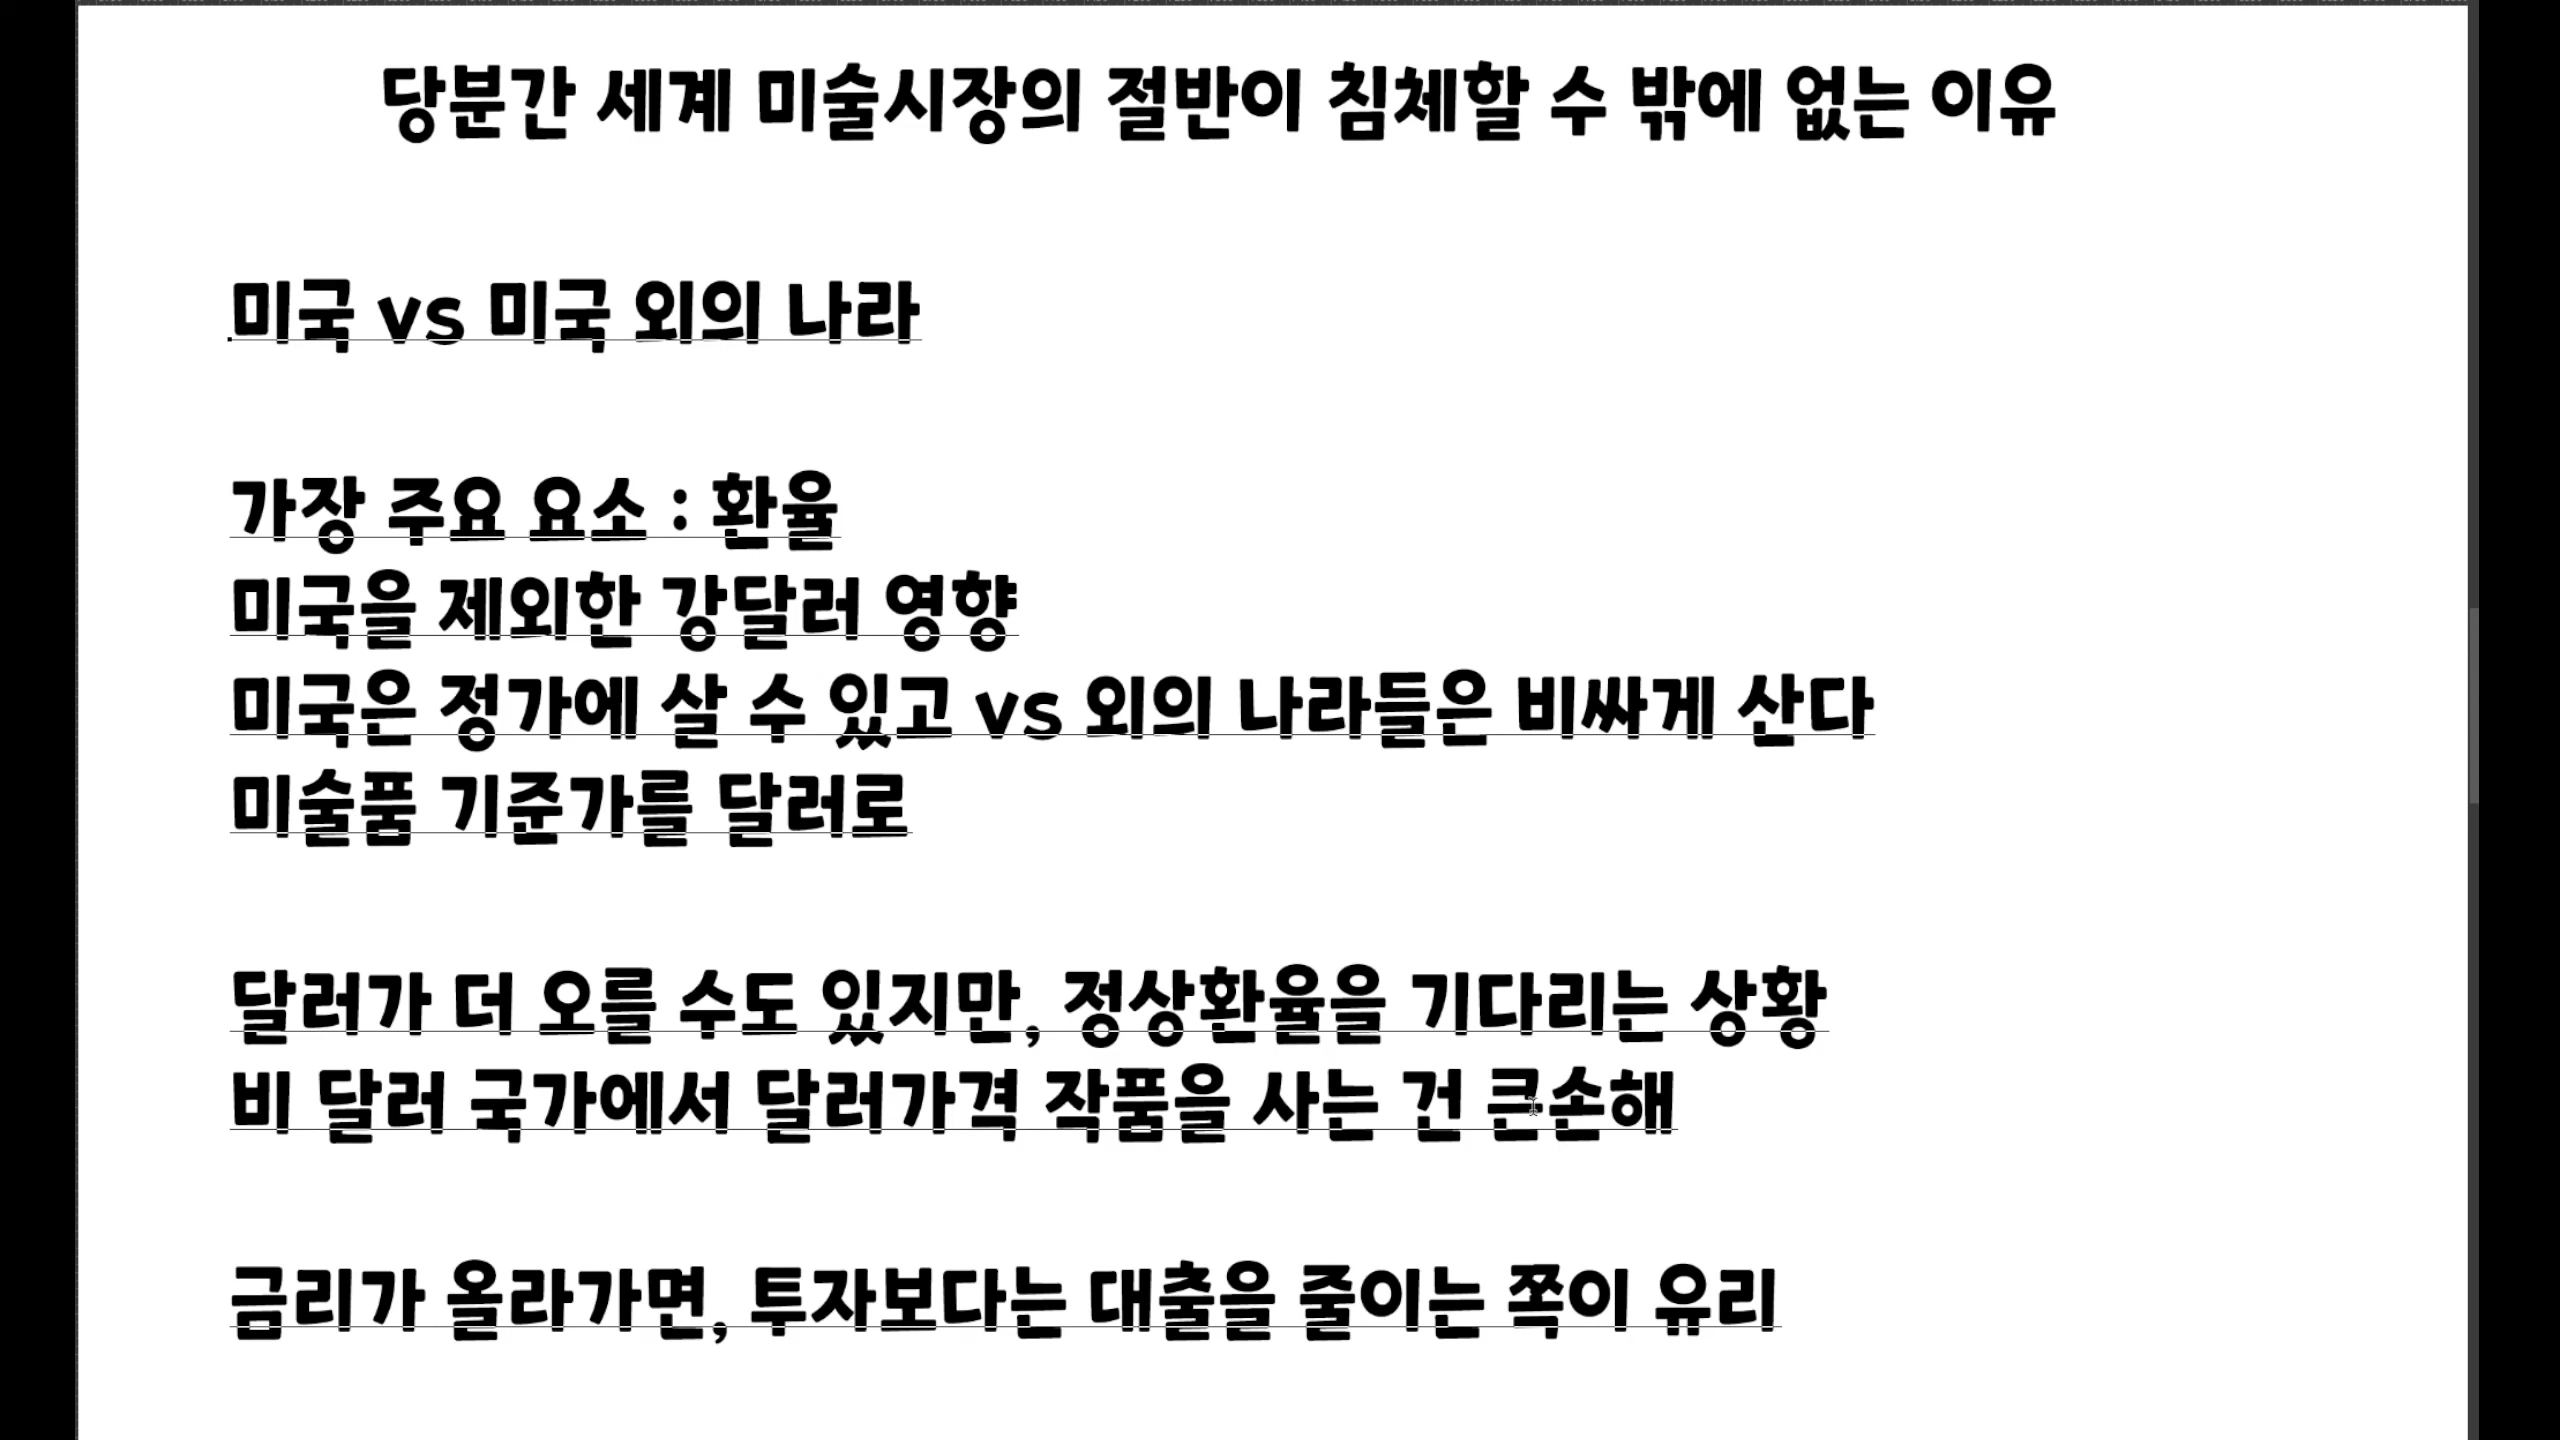 당분간 세계 미술시장의 절반이 침체할 수 밖에 없는 이유
미국 vs 미국 외의 나라
가장 주요 요소 : 환율
미국을 제외한 강달러 영향
미국은 정가에 살 수 있고 vs 외의 나라들은 비싸게 산다
미술품 기준가를 달러로
달러가 더 오를 수도 있지만, 정상환율을 기다리는 상황
비 달러 국가에서 달러가격 작품을 사는 건 큰손해
금리가 올라가면, 투자보다는 대출을 줄이는 쪽이 유리